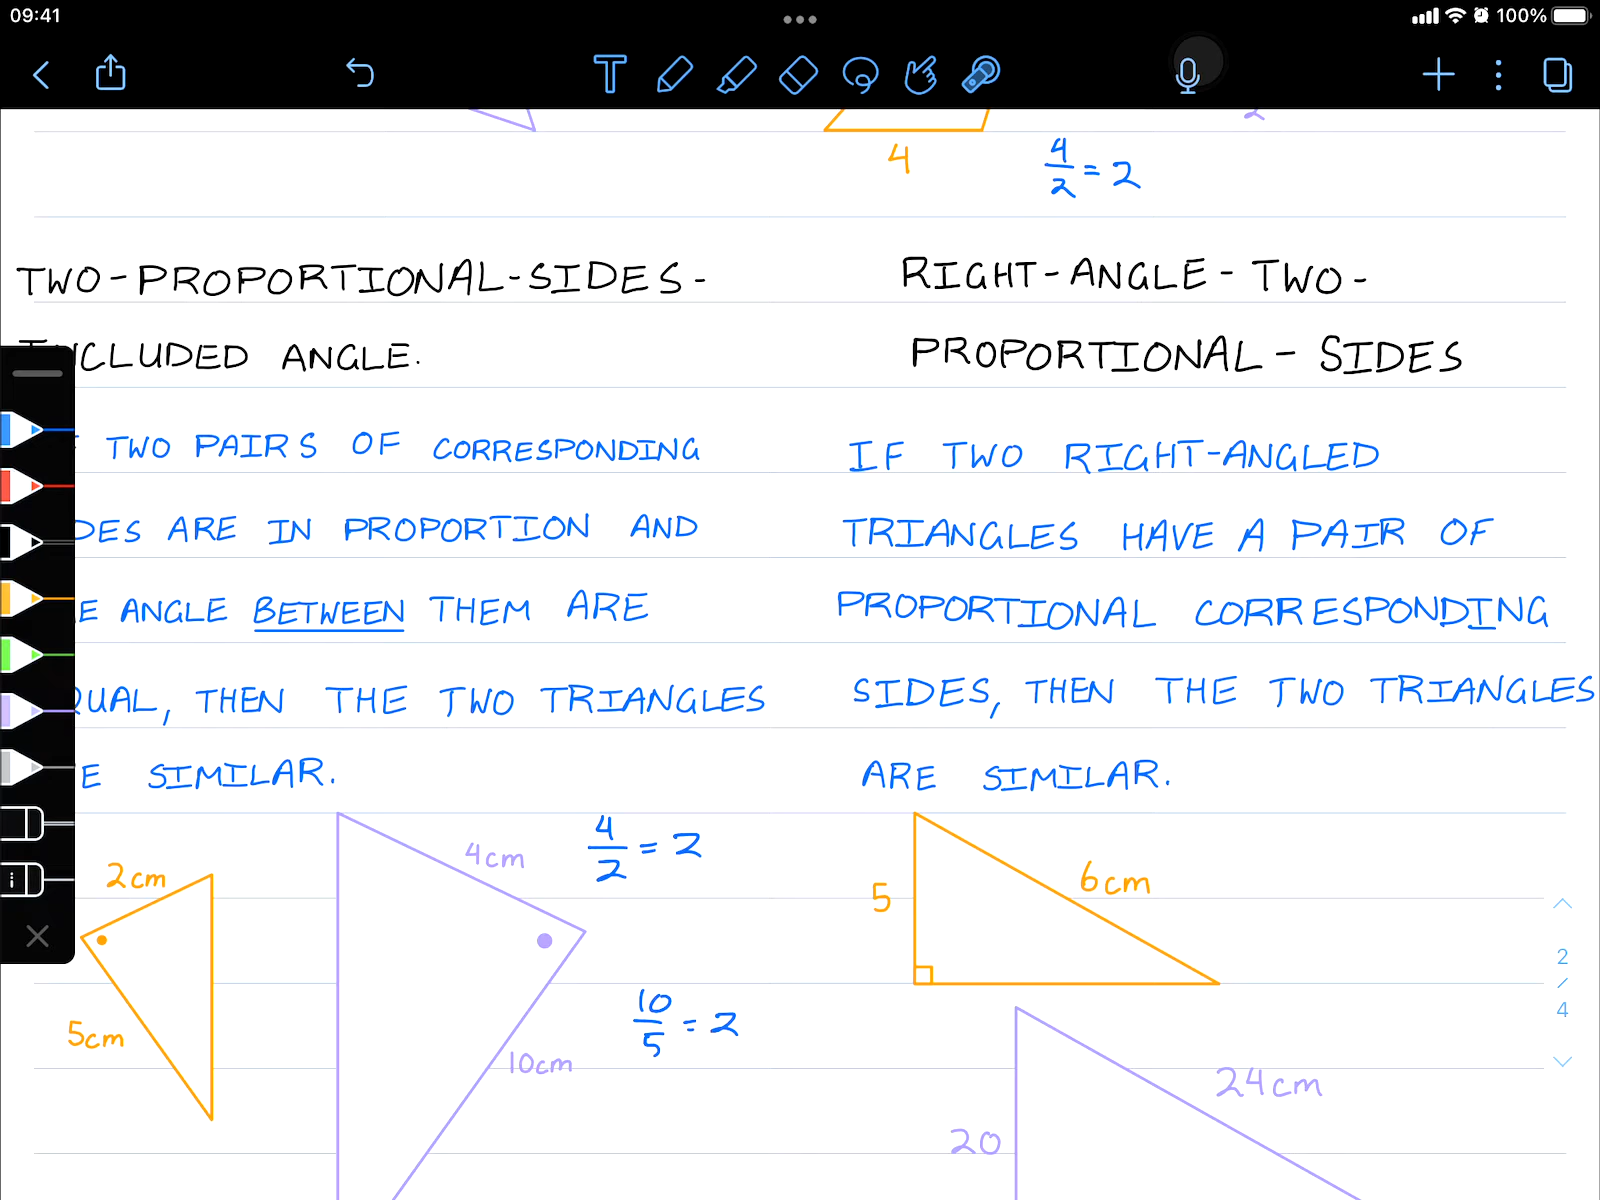 09:41
100%
4
4/2 = 2
2
TWO-PROPORTIONAL-SIDES-
INCLUDED ANGLE.
TWO PAIRS OF CORRESPONDING
DES ARE IN PROPORTION AND
E ANGLE BETWEEN THEM ARE
QUAL, THEN THE TWO TRIANGLES
E SIMILAR.
2cm
5cm
4cm
10cm
4/2 = 2
10/5 = 2
RIGHT-ANGLE-TWO-
PROPORTIONAL-SIDES
IF TWO RIGHT-ANGLED
TRIANGLES HAVE A PAIR OF
PROPORTIONAL CORRESPONDING
SIDES, THEN THE TWO TRIANGLES
ARE SIMILAR.
5
6cm
20
24cm
2
/
4